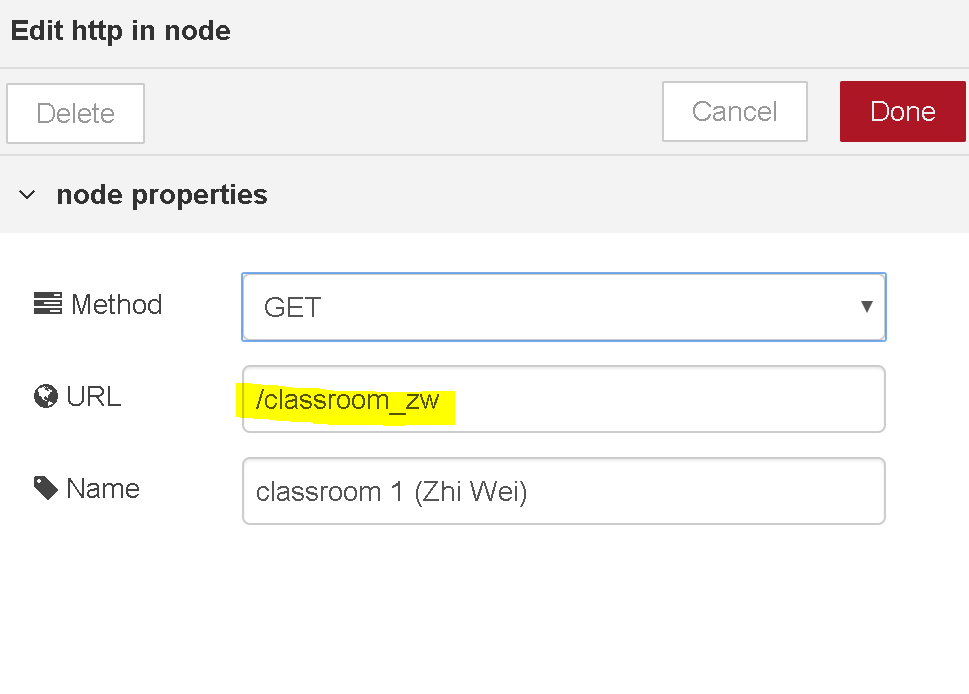 Edit http in node
Delete Cancel Done
node properties
Method GET
URL /classroom_zw
Name classroom 1 (Zhi Wei)